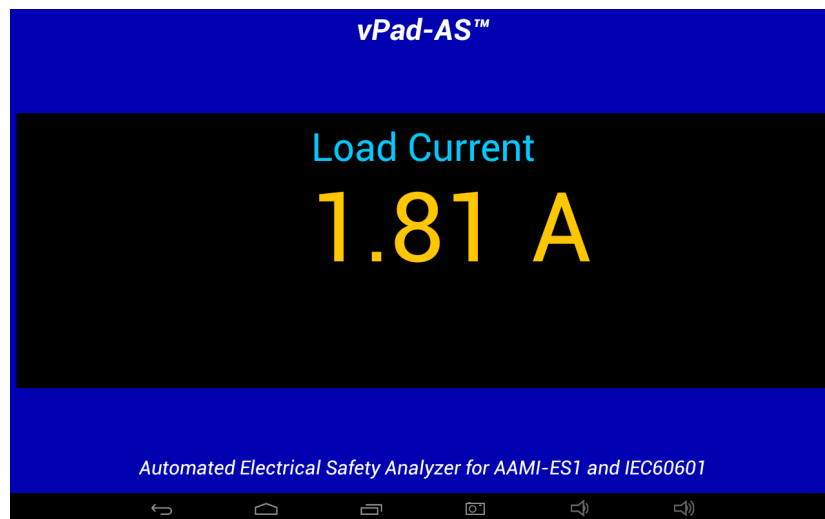 vPad-AS™
Load Current
1.81 A
Automated Electrical Safety Analyzer for AAMI-ES1 and IEC60601